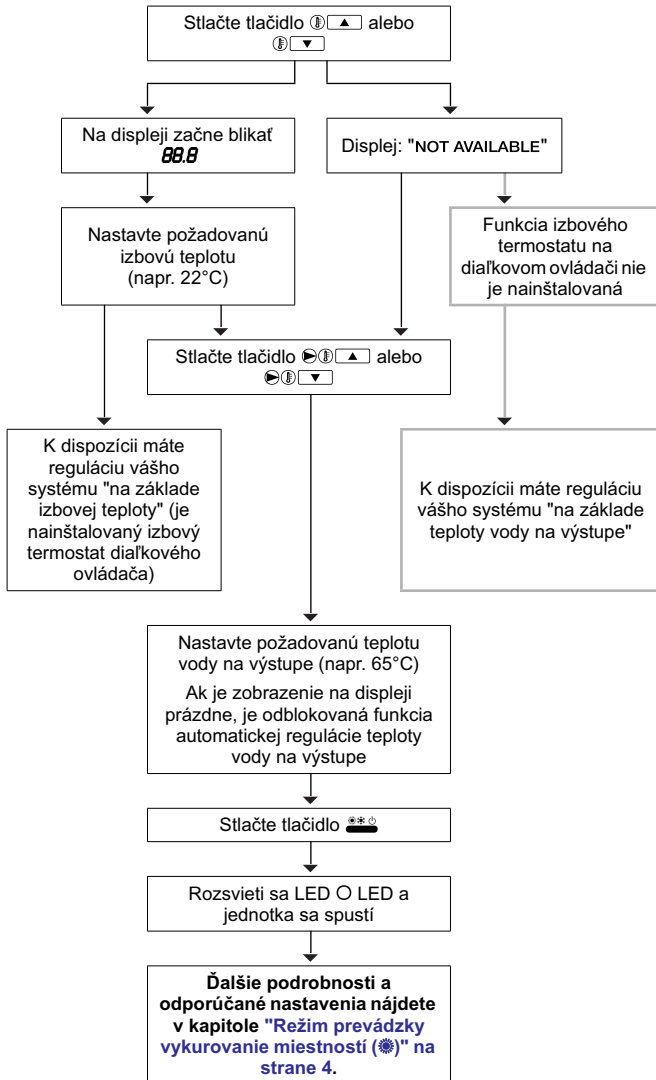 Stlačte tlačidlo ▲ alebo
▼
Na displeji začne blikať
88.8
Displej: "NOT AVAILABLE"
Nastavte požadovanú
izbovú teplotu
(napr. 22°C)
Funkcia izbového
termostatu na
diaľkovom ovládači nie
je nainštalovaná
Stlačte tlačidlo ▲ alebo
▼
K dispozícii máte
reguláciu vášho
systému "na základe
izbovej teploty" (je
nainštalovaný izbový
termostat diaľkového
ovládača)
K dispozícii máte reguláciu
vášho systému "na základe
teploty vody na výstupe"
Nastavte požadovanú teplotu
vody na výstupe (napr. 65°C)
Ak je zobrazenie na displeji
prázdne, je odblokovaná funkcia
automatickej regulácie teploty
vody na výstupe
Stlačte tlačidlo
Rozsvieti sa LED O LED a
jednotka sa spustí
Ďalšie podrobnosti a
odporúčané nastavenia nájdete
v kapitole "Režim prevádzky
vykurovanie miestností (☀)" na
strane 4.